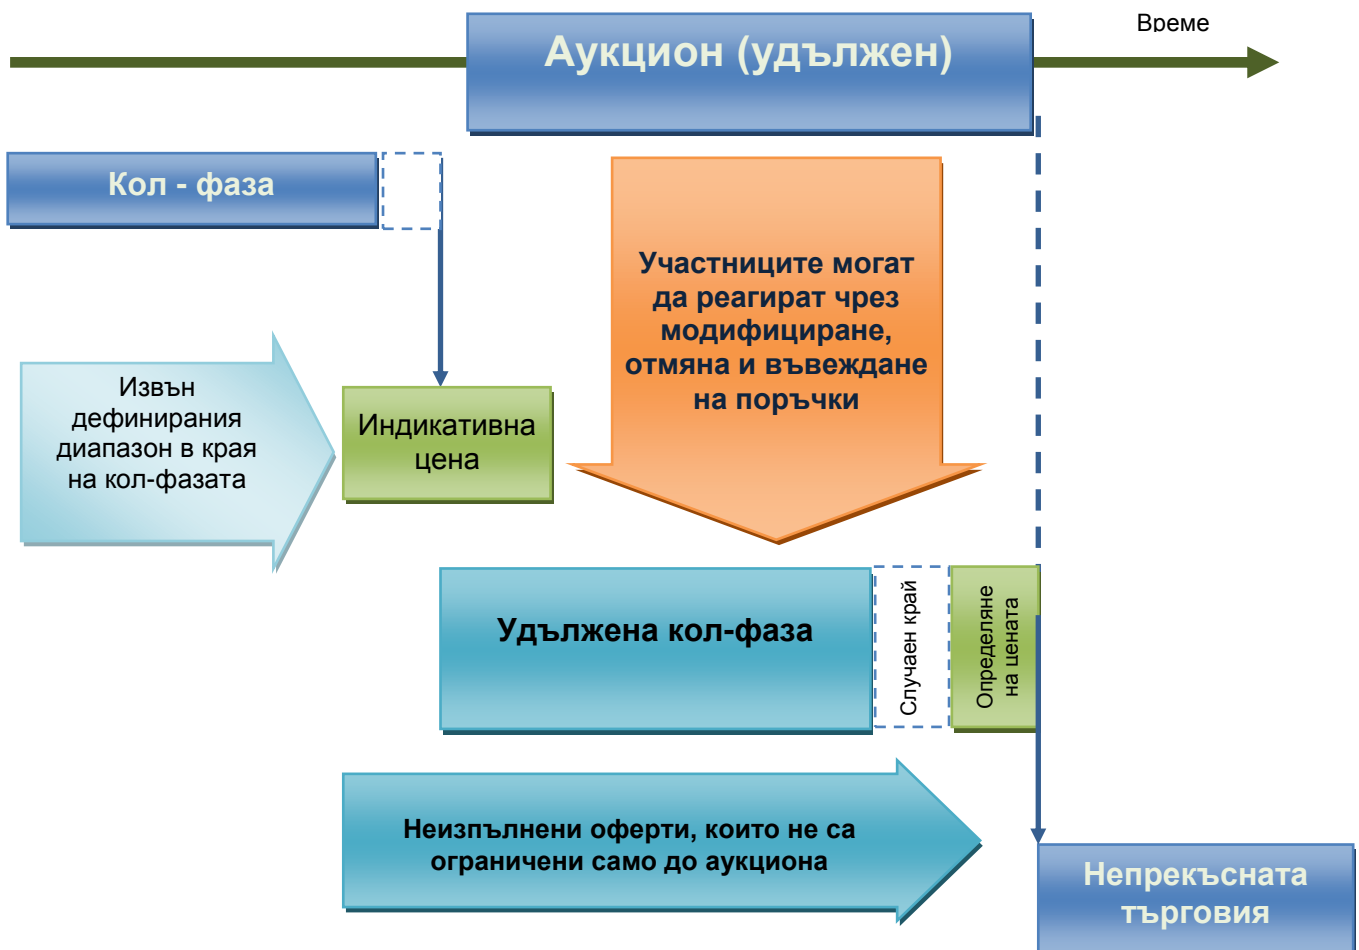 Време
Аукцион (удължен)
Кол - фаза
Участниците могат
да реагират чрез
модифициране,
отмяна и въвеждане
на поръчки
Извън
дефинирания
диапазон в края
на кол-фазата
Индикативна
цена
Удължена кол-фаза
Случаен край
Определяне
на цената
Неизпълнени оферти, които не са
ограничени само до аукциона
Непрекъсната
търговия